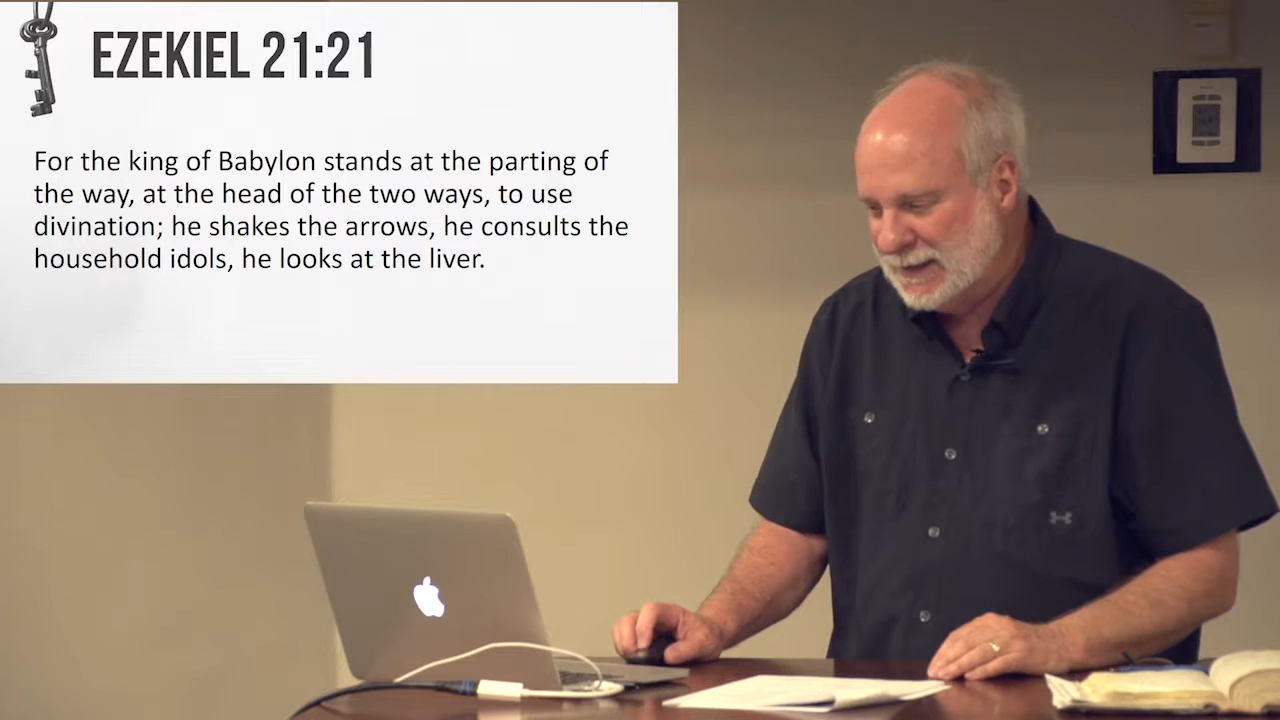 EZEKIEL 21:21
For the king of Babylon stands at the parting of
the way, at the head of the two ways, to use
divination; he shakes the arrows, he consults the
household idols, he looks at the liver.